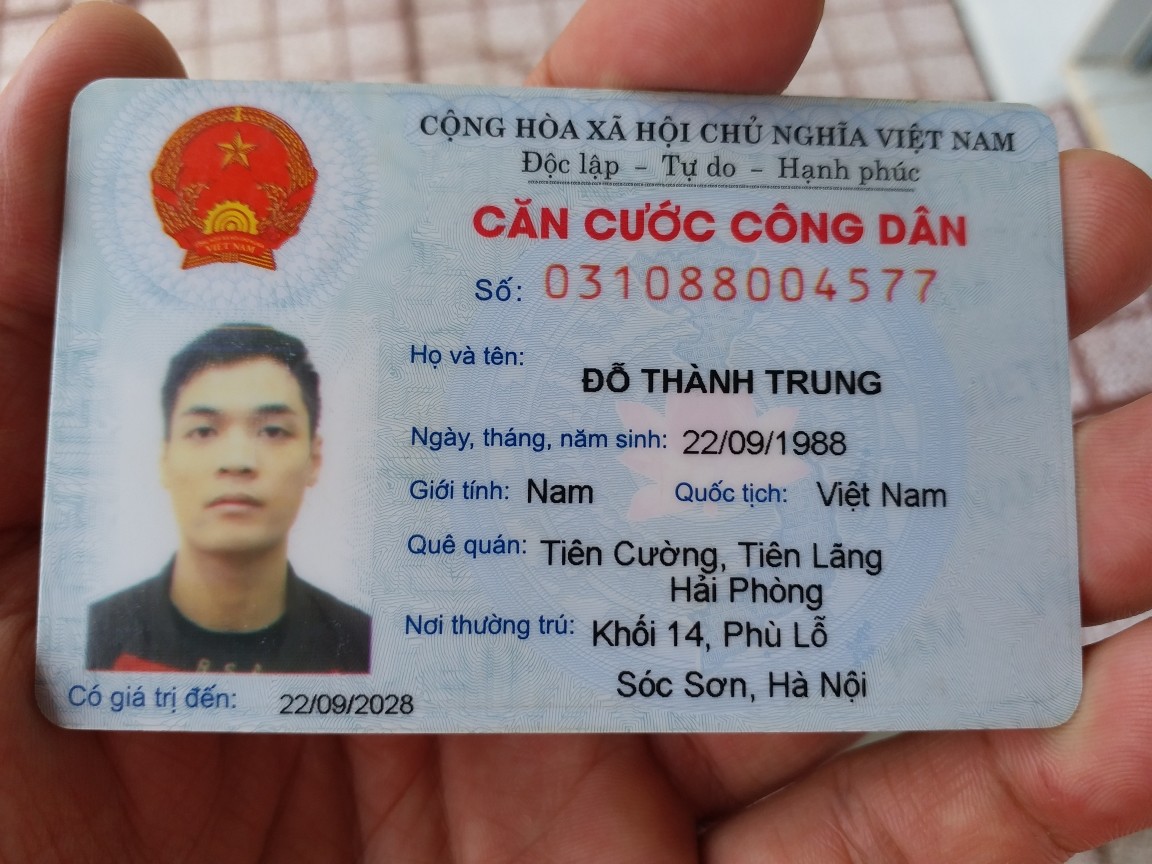 CỘNG HÒA XÃ HỘI CHỦ NGHĨA VIỆT NAM
Độc lập – Tự do – Hạnh phúc
CĂN CƯỚC CÔNG DÂN
Số: 031088004577
VIỆT NAM
Họ và tên:
ĐỖ THÀNH TRUNG
Ngày, tháng, năm sinh: 22/09/1988
Giới tính: Nam Quốc tịch: Việt Nam
Quê quán: Tiên Cường, Tiên Lãng
Hải Phòng
Nơi thường trú: Khối 14, Phù Lỗ
Sóc Sơn, Hà Nội
Có giá trị đến: 22/09/2028